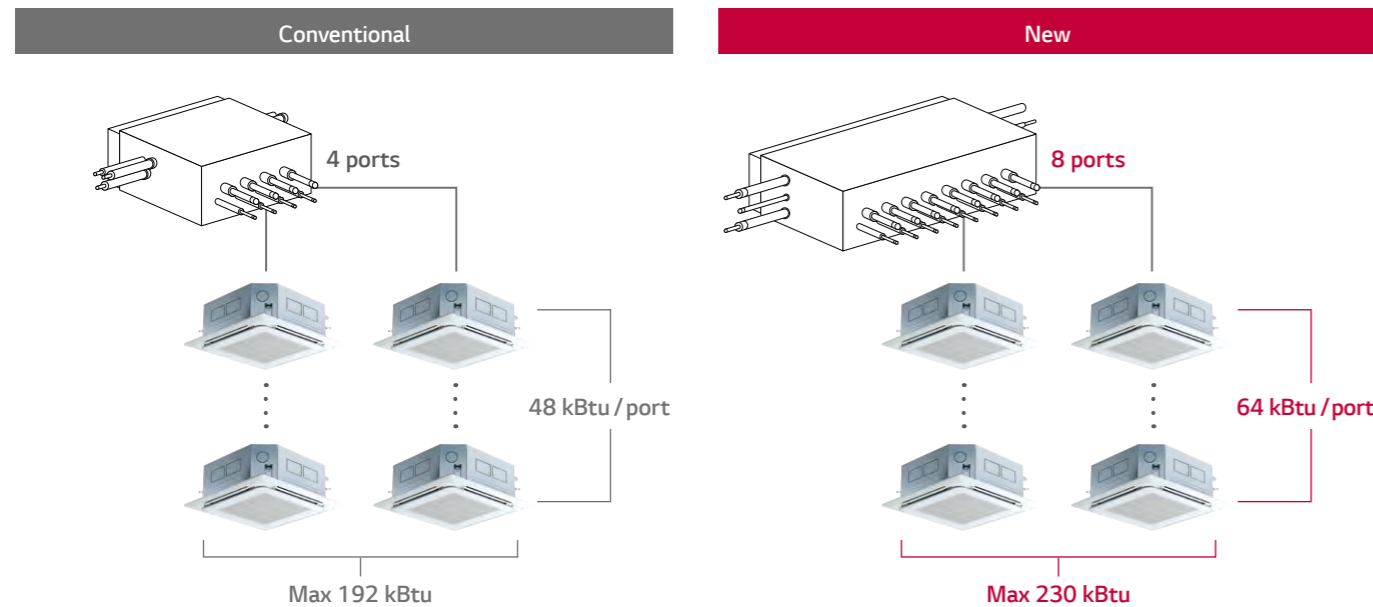 Conventional
New
4 ports
8 ports
48 kBtu / port
64 kBtu / port
Max 192 kBtu
Max 230 kBtu